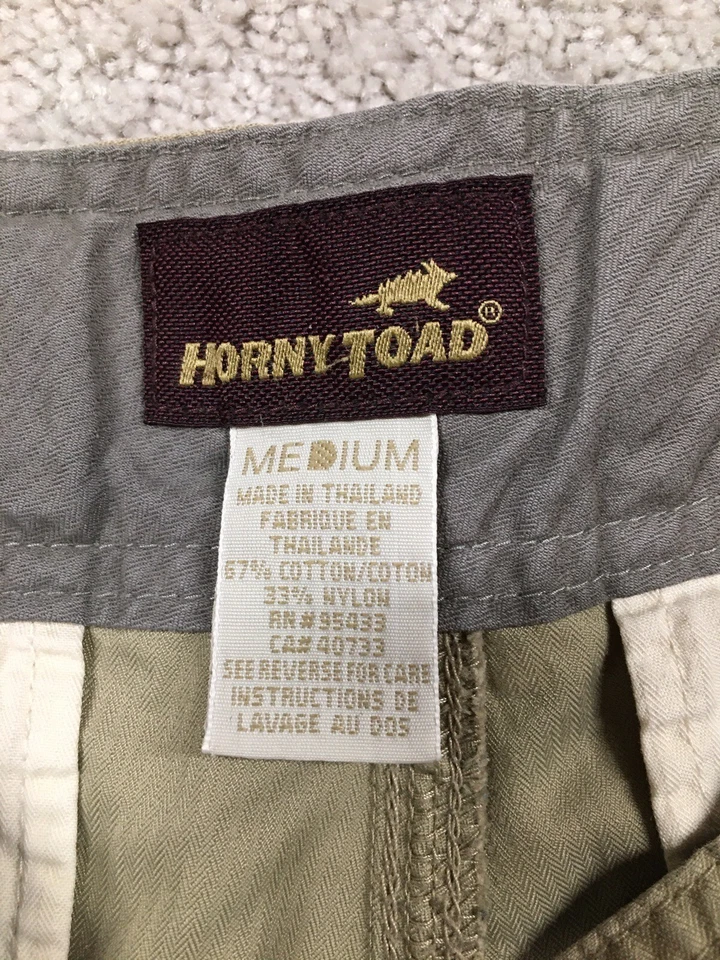 HORNY TOAD®
MEDIUM
MADE IN THAILAND
FABRIQUE EN
THAILANDE
67% COTTON/COTON
33% NYLON
RN#95433
CA#40733
SEE REVERSE FOR CARE
INSTRUCTIONS DE
LAVAGE AU DOS